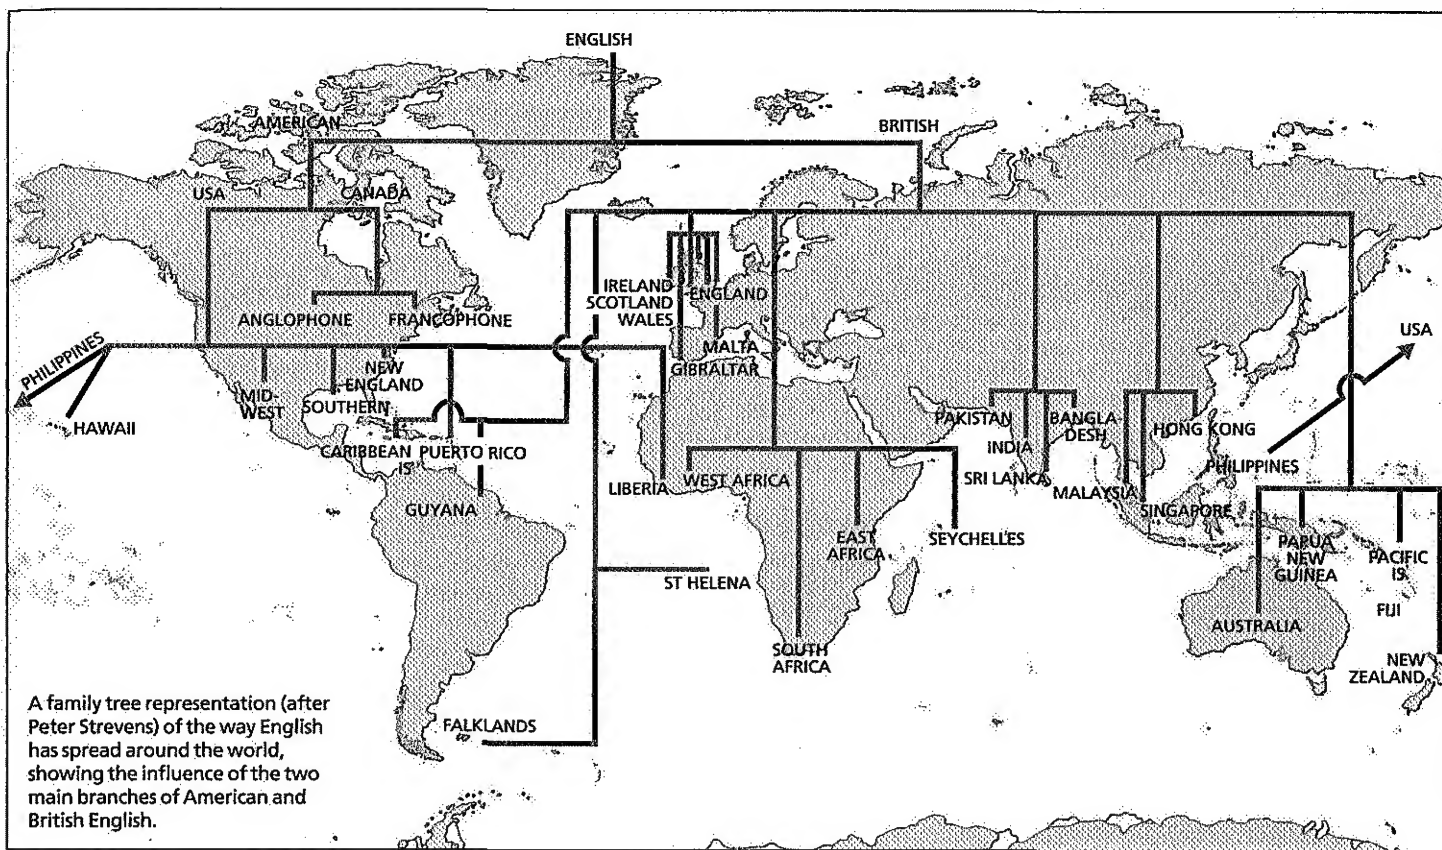 ENGLISH
AMERICAN
BRITISH
USA
CANADA
IRELAND
SCOTLAND
WALES
ENGLAND
ANGLOPHONE
FRANCOPHONE
MALTA
GIBRALTAR
USA
PHILIPPINES
HAWAII
MID-
WEST
SOUTHERN
NEW
ENGLAND
CARIBBEAN
IS
PUERTO RICO
GUYANA
LIBERIA
WEST AFRICA
EAST
AFRICA
SEYCHELLES
SOUTH
AFRICA
ST HELENA
FALKLANDS
PAKISTAN
INDIA
SRI LANKA
BANGLA
DESH
MALAYSIA
SINGAPORE
HONG KONG
PHILIPPINES
PAPUA
NEW
GUINEA
PACIFIC
IS.
FIJI
AUSTRALIA
NEW
ZEALAND
A family tree representation (after
Peter Strevens) of the way English
has spread around the world,
showing the influence of the two
main branches of American and
British English.